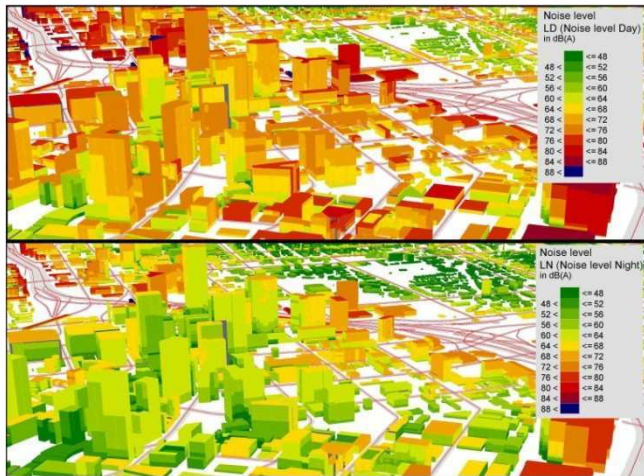 Noise level
LD (Noise level Day)
in dB(A)
<= 48
48 < <= 52
52 < <= 56
56 < <= 60
60 < <= 64
64 < <= 68
68 < <= 72
72 < <= 76
76 < <= 80
80 < <= 84
84 < <= 88
88 <
Noise level
LN (Noise level Night)
in dB(A)
<= 48
48 < <= 52
52 < <= 56
56 < <= 60
60 < <= 64
64 < <= 68
68 < <= 72
72 < <= 76
76 < <= 80
80 < <= 84
84 < <= 88
88 <